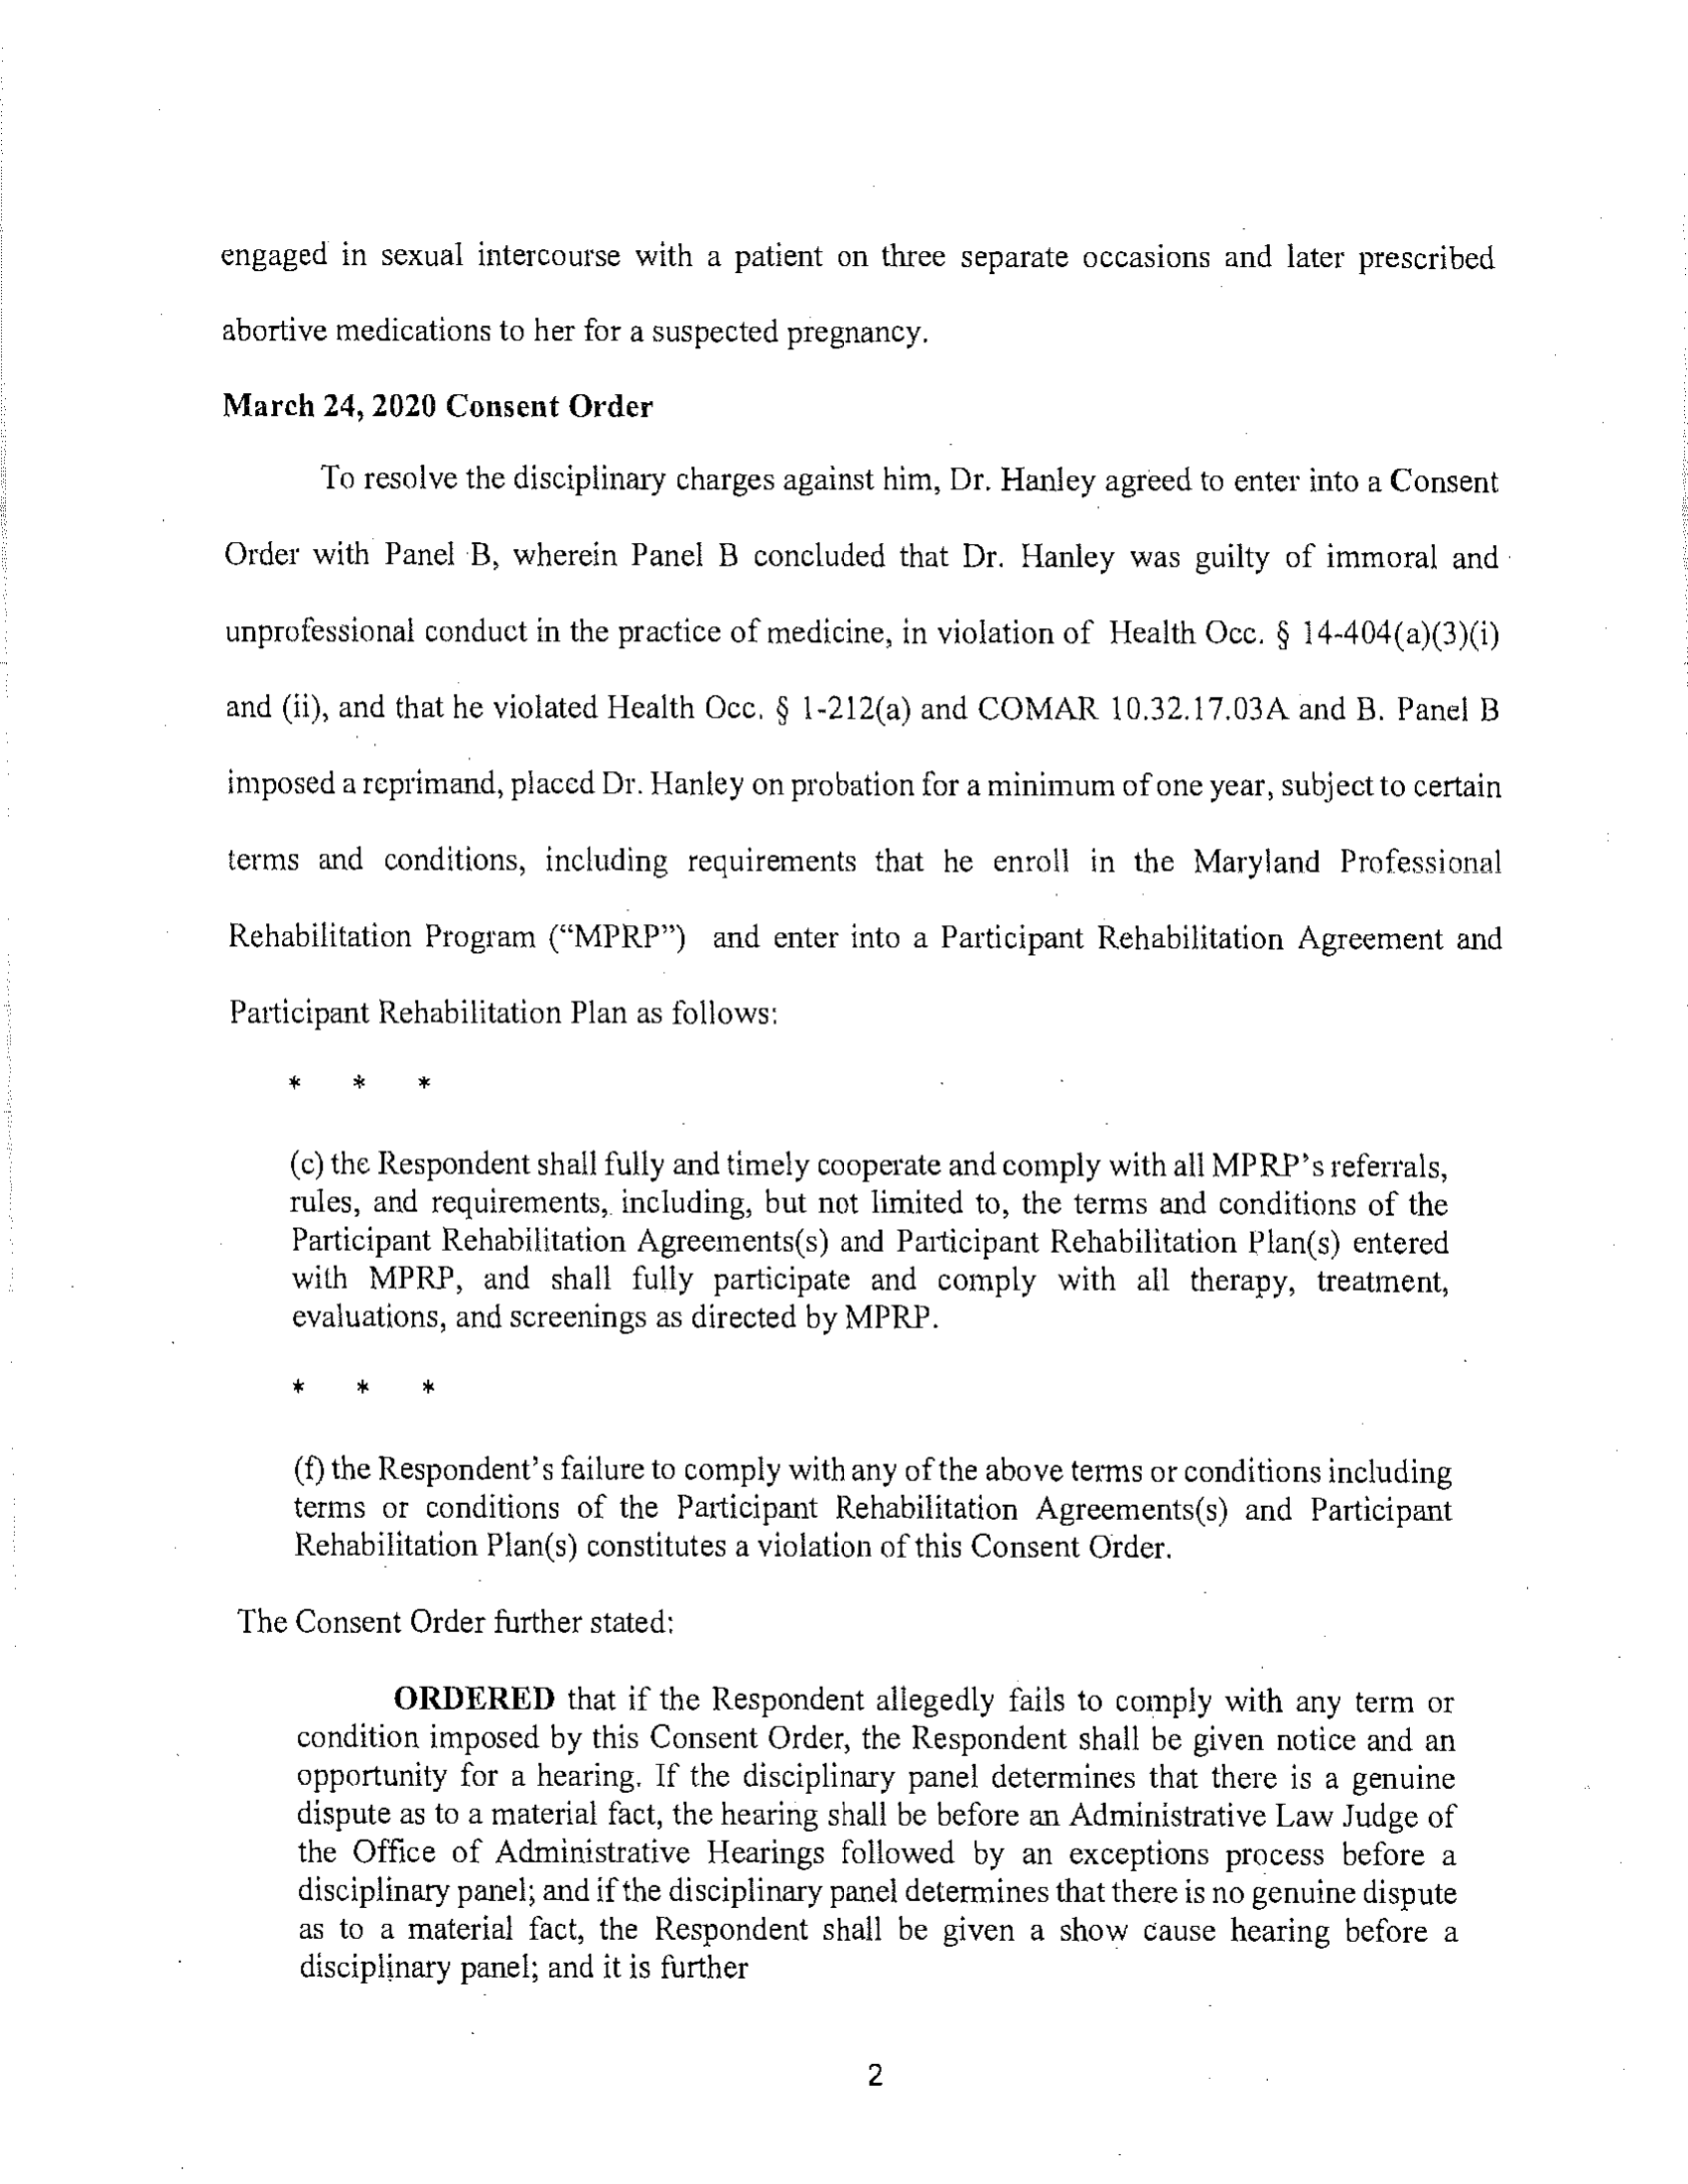 engaged in sexual intercourse with a patient on three separate occasions and later prescribed
abortive medications to her for a suspected pregnancy.
March 24, 2020 Consent Order
To resolve the disciplinary charges against him, Dr. Hanley agreed to enter into a Consent
Order with Panel B, wherein Panel B concluded that Dr. Hanley was guilty of immoral and
unprofessional conduct in the practice of medicine, in violation of Health Occ. § 14-404(a)(3)(i)
and (ii), and that he violated Health Occ. § 1-212(a) and COMAR 10.32.17.03A and B. Panel B
imposed a reprimand, placed Dr. Hanley on probation for a minimum of one year, subject to certain
terms and conditions, including requirements that he enroll in the Maryland Professional
Rehabilitation Program (“MPRP”) and enter into a Participant Rehabilitation Agreement and
Participant Rehabilitation Plan as follows:
* * *
(c) the Respondent shall fully and timely cooperate and comply with all MPRP’s referrals,
rules, and requirements, including, but not limited to, the terms and conditions of the
Participant Rehabilitation Agreements(s) and Participant Rehabilitation Plan(s) entered
with MPRP, and shall fully participate and comply with all therapy, treatment,
evaluations, and screenings as directed by MPRP.
* * *
(f) the Respondent’s failure to comply with any of the above terms or conditions including
terms or conditions of the Participant Rehabilitation Agreements(s) and Participant
Rehabilitation Plan(s) constitutes a violation of this Consent Order.
The Consent Order further stated:
ORDERED that if the Respondent allegedly fails to comply with any term or
condition imposed by this Consent Order, the Respondent shall be given notice and an
opportunity for a hearing. If the disciplinary panel determines that there is a genuine
dispute as to a material fact, the hearing shall be before an Administrative Law Judge of
the Office of Administrative Hearings followed by an exceptions process before a
disciplinary panel; and if the disciplinary panel determines that there is no genuine dispute
as to a material fact, the Respondent shall be given a show cause hearing before a
disciplinary panel; and it is further
2